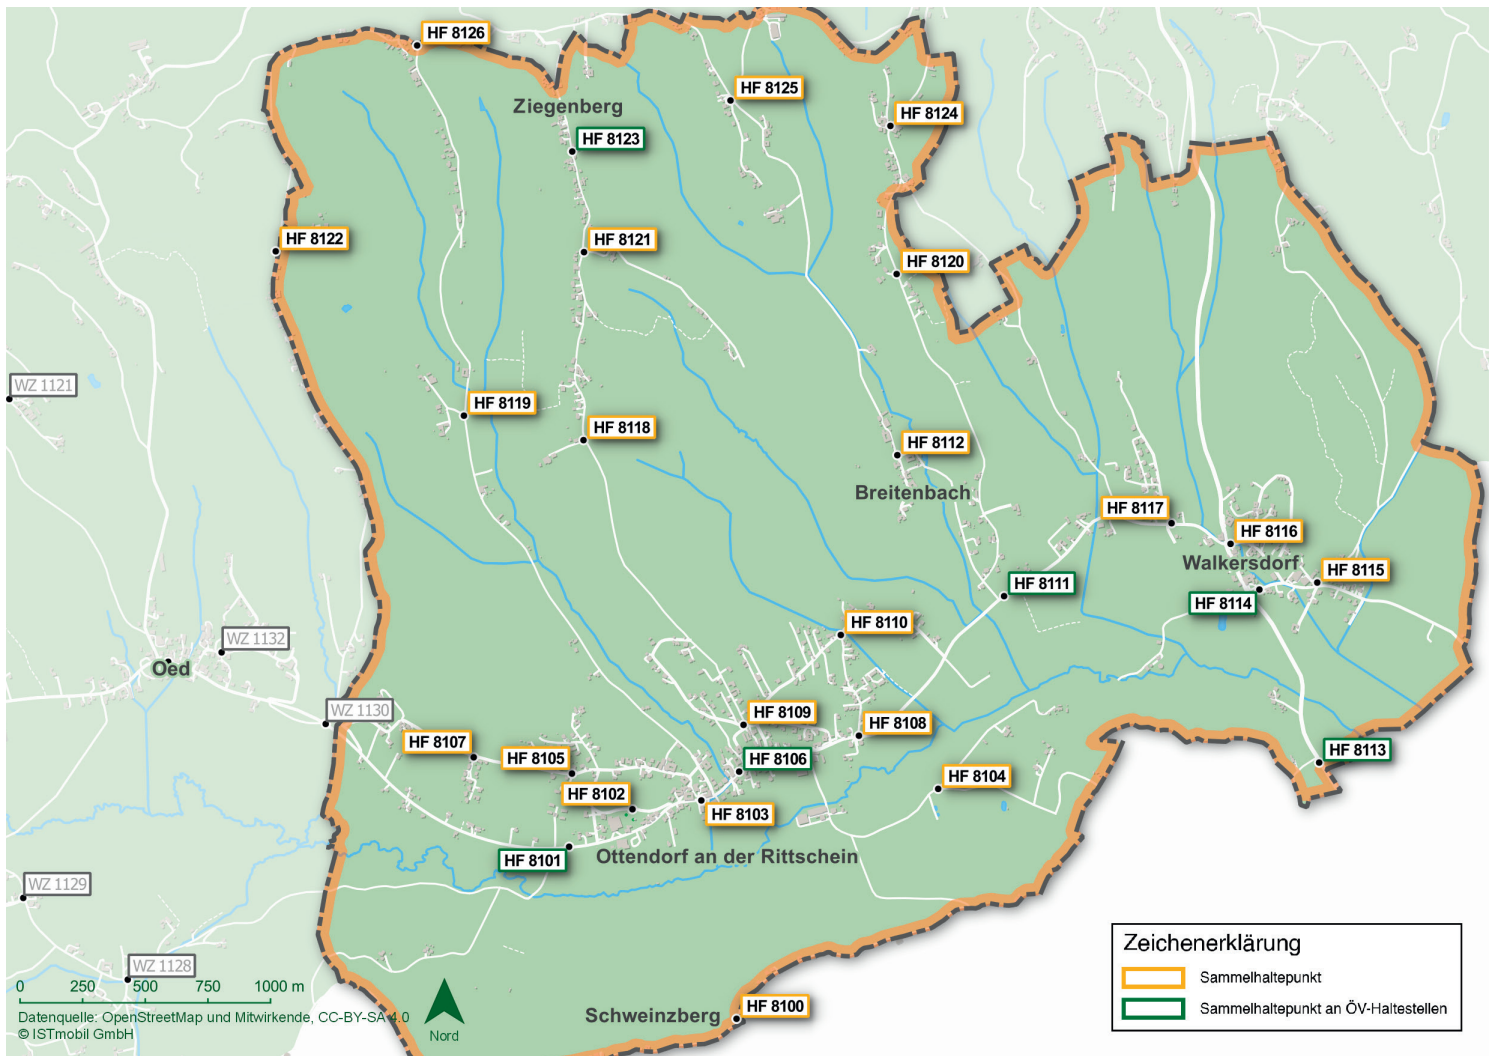 HF 8126
HF 8125
Ziegenberg
HF 8124
HF 8123
HF 8122
HF 8121
HF 8120
WZ 1121
HF 8119
HF 8118
HF 8112
Breitenbach
HF 8117
HF 8116
Walkersdorf
HF 8115
HF 8111
HF 8114
HF 8110
WZ 1132
Oed
WZ 1130
HF 8109
HF 8108
HF 8107
HF 8105
HF 8106
HF 8113
HF 8104
HF 8102
HF 8103
HF 8101
Ottendorf an der Rittschein
WZ 1129
WZ 1128
HF 8100
Schweinzberg
Zeichenerklärung
Sammelhaltepunkt
Sammelhaltepunkt an ÖV-Haltestellen
0 250 500 750 1000 m
Datenquelle: OpenStreetMap und Mitwirkende, CC-BY-SA 4.0
© ISTmobil GmbH
Nord